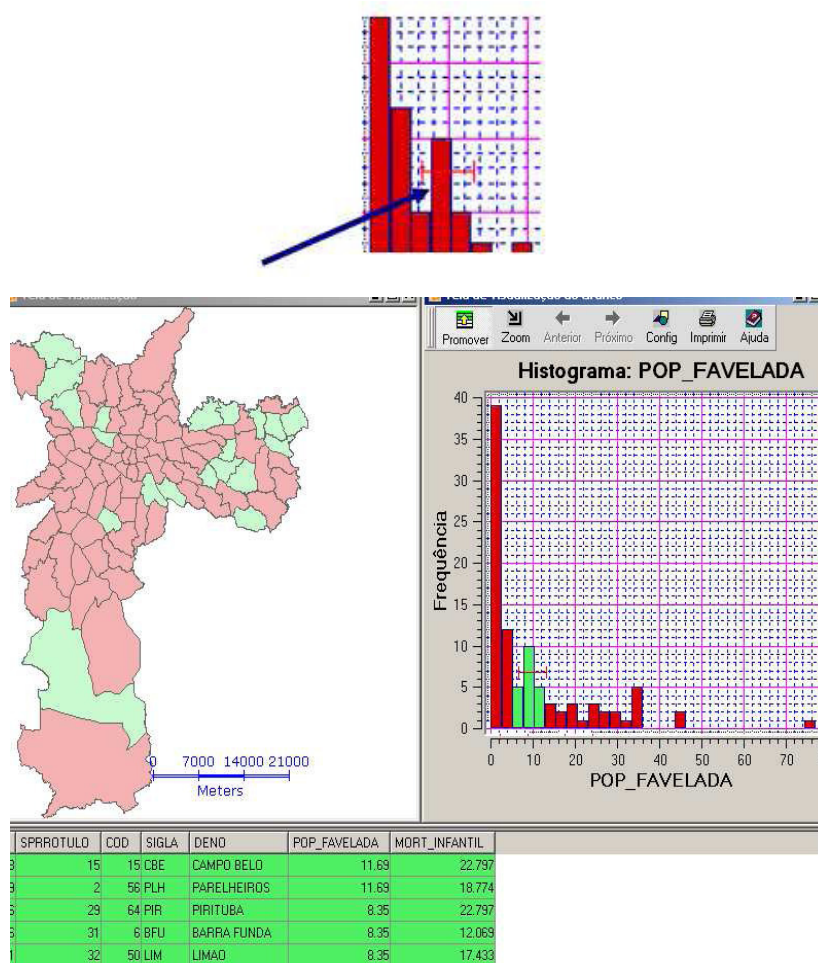 Promover Zoom Anterior Próximo Config Imprimir Ajuda
Histograma: POP_FAVELADA
40
35
30
25
20
15
10
5
0
Frequência
0 10 20 30 40 50 60 70
POP_FAVELADA
0 7000 14000 21000
Meters
SPRROTULO COD SIGLA DENO POP_FAVELADA MORT_INFANTIL
15 15 CBE CAMPO BELO 11.69 22.797
2 56 PLH PARELHEIROS 11.69 18.774
29 64 PIR PIRITUBA 8.35 22.797
31 6 BFU BARRA FUNDA 8.35 12.069
32 50 LIM LIMAO 8.35 17.433